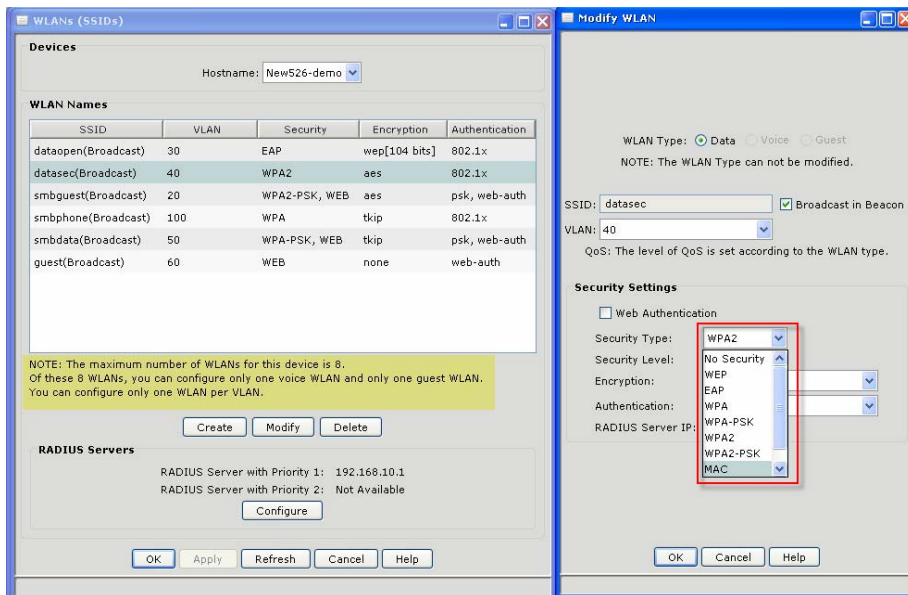 WLANs (SSIDs)
Devices
Hostname: New526-demo
WLAN Names
SSID VLAN Security Encryption Authentication
dataopen(Broadcast) 30 EAP wep[104 bits] 802.1x
datasec(Broadcast) 40 WPA2 aes 802.1x
smbguest(Broadcast) 20 WPA2-PSK, WEB aes psk, web-auth
smbphone(Broadcast) 100 WPA tkip 802.1x
smbdata(Broadcast) 50 WPA-PSK, WEB tkip psk, web-auth
guest(Broadcast) 60 WEB none web-auth
NOTE: The maximum number of WLANs for this device is 8.
Of these 8 WLANs, you can configure only one voice WLAN and only one guest WLAN.
You can configure only one WLAN per VLAN.
Create Modify Delete
RADIUS Servers
RADIUS Server with Priority 1: 192.168.10.1
RADIUS Server with Priority 2: Not Available
Configure
OK Apply Refresh Cancel Help
Modify WLAN
WLAN Type: Data Voice Guest
NOTE: The WLAN Type can not be modified.
SSID: datasec Broadcast in Beacon
VLAN: 40
QoS: The level of QoS is set according to the WLAN type.
Security Settings
Web Authentication
Security Type: WPA2
Security Level: No Security
WEP
Encryption:
EAP
WPA
Authentication:
WPA-PSK
RADIUS Server IP:
WPA2
WPA2-PSK
MAC
OK Cancel Help